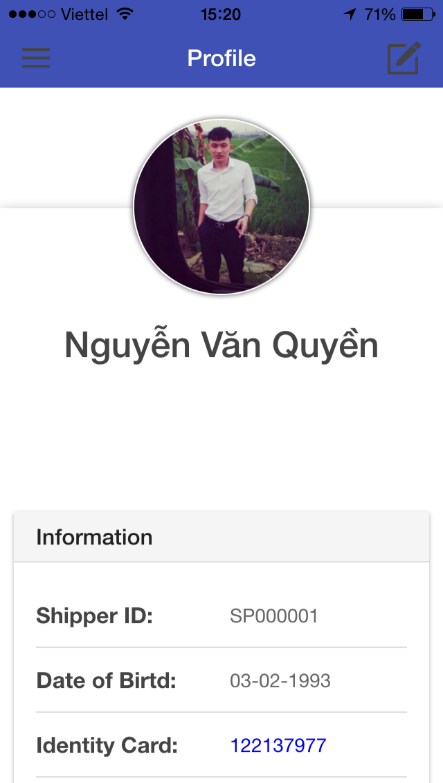 Viettel 15:20 71%
Profile
Nguyễn Văn Quyền
Information
Shipper ID: SP000001
Date of Birtd: 03-02-1993
Identity Card: 122137977